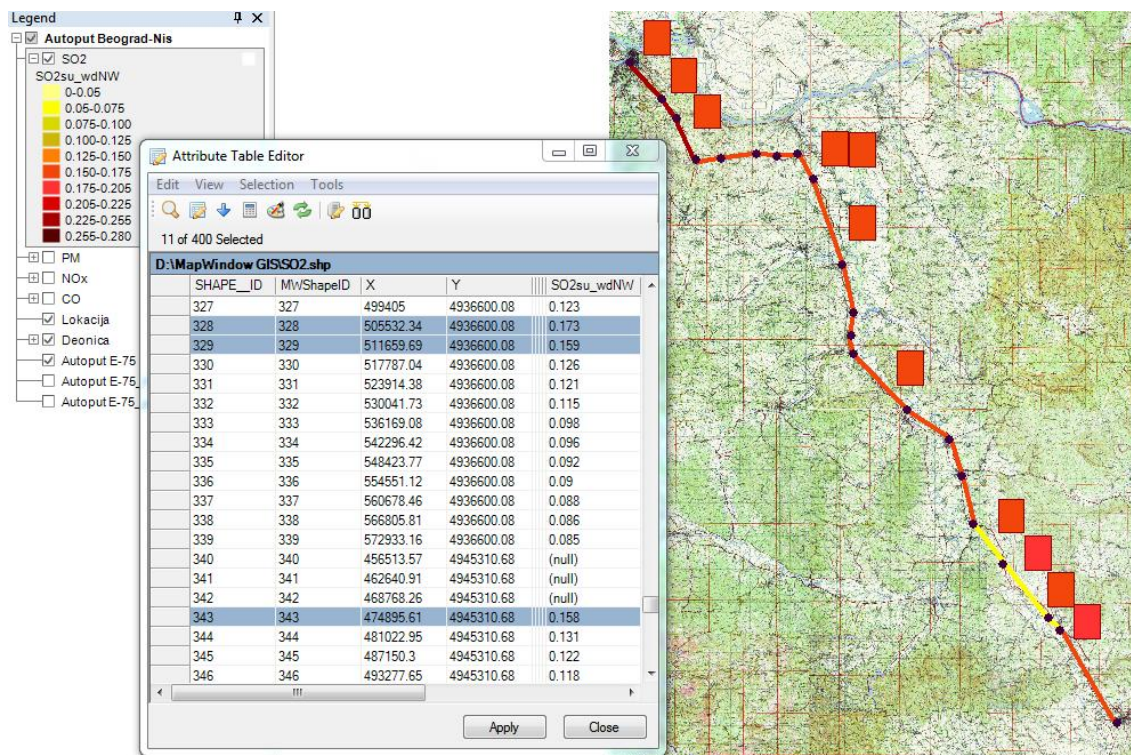 Legend
Autoput Beograd-Nis
SO2
SO2su_wdNW
0-0.05
0.05-0.075
0.075-0.100
0.100-0.125
0.125-0.150
0.150-0.175
0.175-0.205
0.205-0.225
0.225-0.255
0.255-0.280
PM
NOx
CO
Lokacija
Deonica
Autoput E-75
Autoput E-75_
Autoput E-75_
Attribute Table Editor
Edit View Selection Tools
11 of 400 Selected
D:\MapWindow GIS\SO2.shp
SHAPE__ID MWShapeID X Y SO2su_wdNW
327 327 499405 4936600.08 0.123
328 328 505532.34 4936600.08 0.173
329 329 511659.69 4936600.08 0.159
330 330 517787.04 4936600.08 0.126
331 331 523914.38 4936600.08 0.121
332 332 530041.73 4936600.08 0.115
333 333 536169.08 4936600.08 0.098
334 334 542296.42 4936600.08 0.096
335 335 548423.77 4936600.08 0.092
336 336 554551.12 4936600.08 0.09
337 337 560678.46 4936600.08 0.088
338 338 566805.81 4936600.08 0.086
339 339 572933.16 4936600.08 0.085
340 340 456513.57 4945310.68 (null)
341 341 462640.91 4945310.68 (null)
342 342 468768.26 4945310.68 (null)
343 343 474895.61 4945310.68 0.158
344 344 481022.95 4945310.68 0.131
345 345 487150.3 4945310.68 0.122
346 346 493277.65 4945310.68 0.118
Apply Close